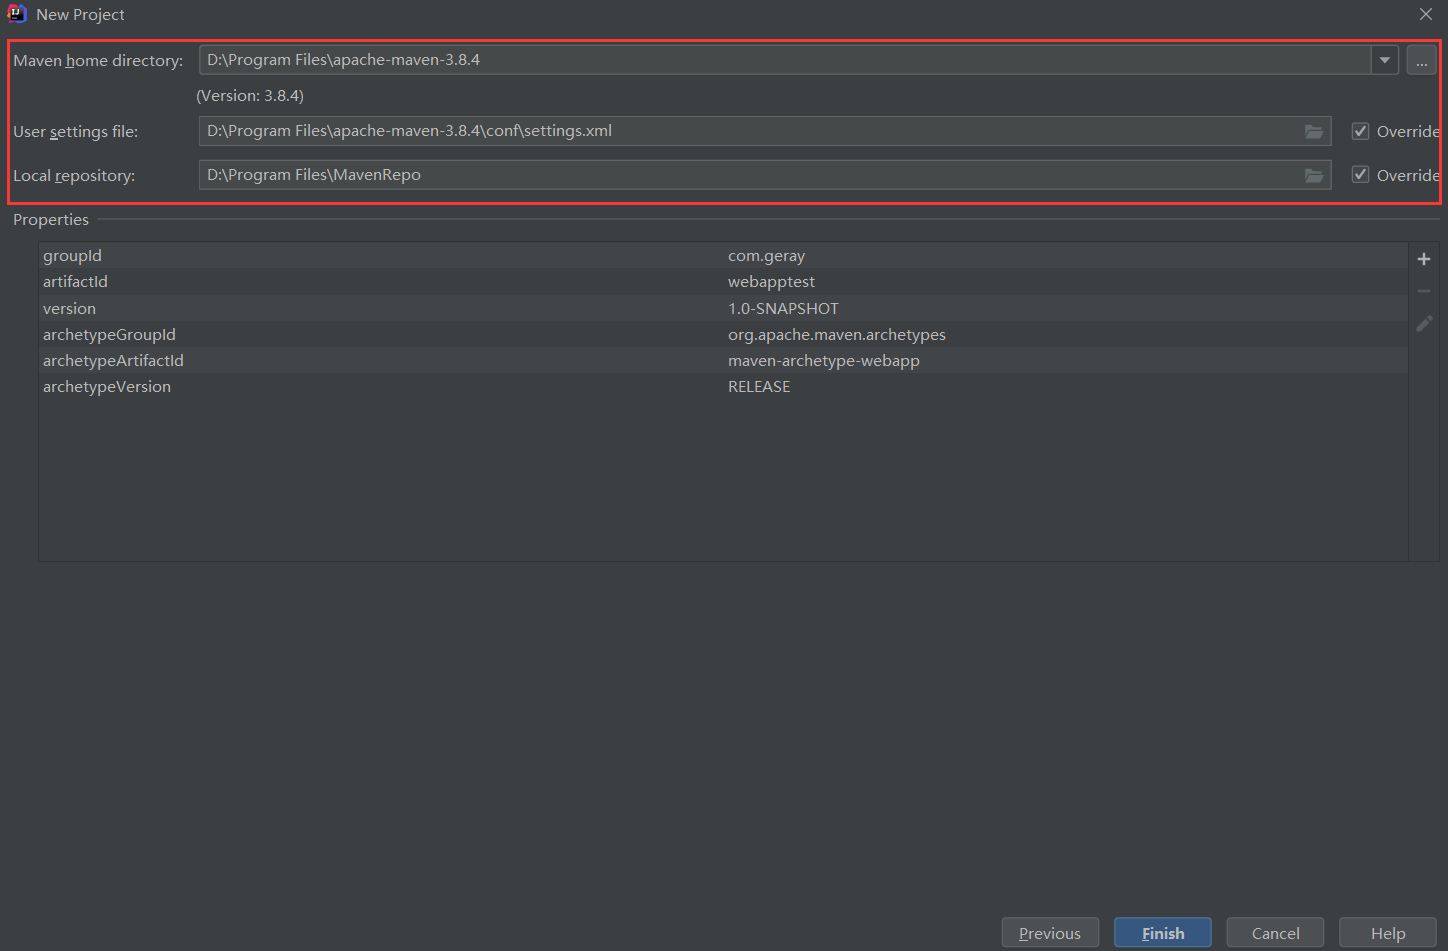 New Project
Maven home directory: D:\Program Files\apache-maven-3.8.4 ...
(Version: 3.8.4)
User settings file: D:\Program Files\apache-maven-3.8.4\conf\settings.xml Override
Local repository: D:\Program Files\MavenRepo Override
Properties
groupId com.geray
artifactId webapptest
version 1.0-SNAPSHOT
archetypeGroupId org.apache.maven.archetypes
archetypeArtifactId maven-archetype-webapp
archetypeVersion RELEASE
Previous Finish Cancel Help